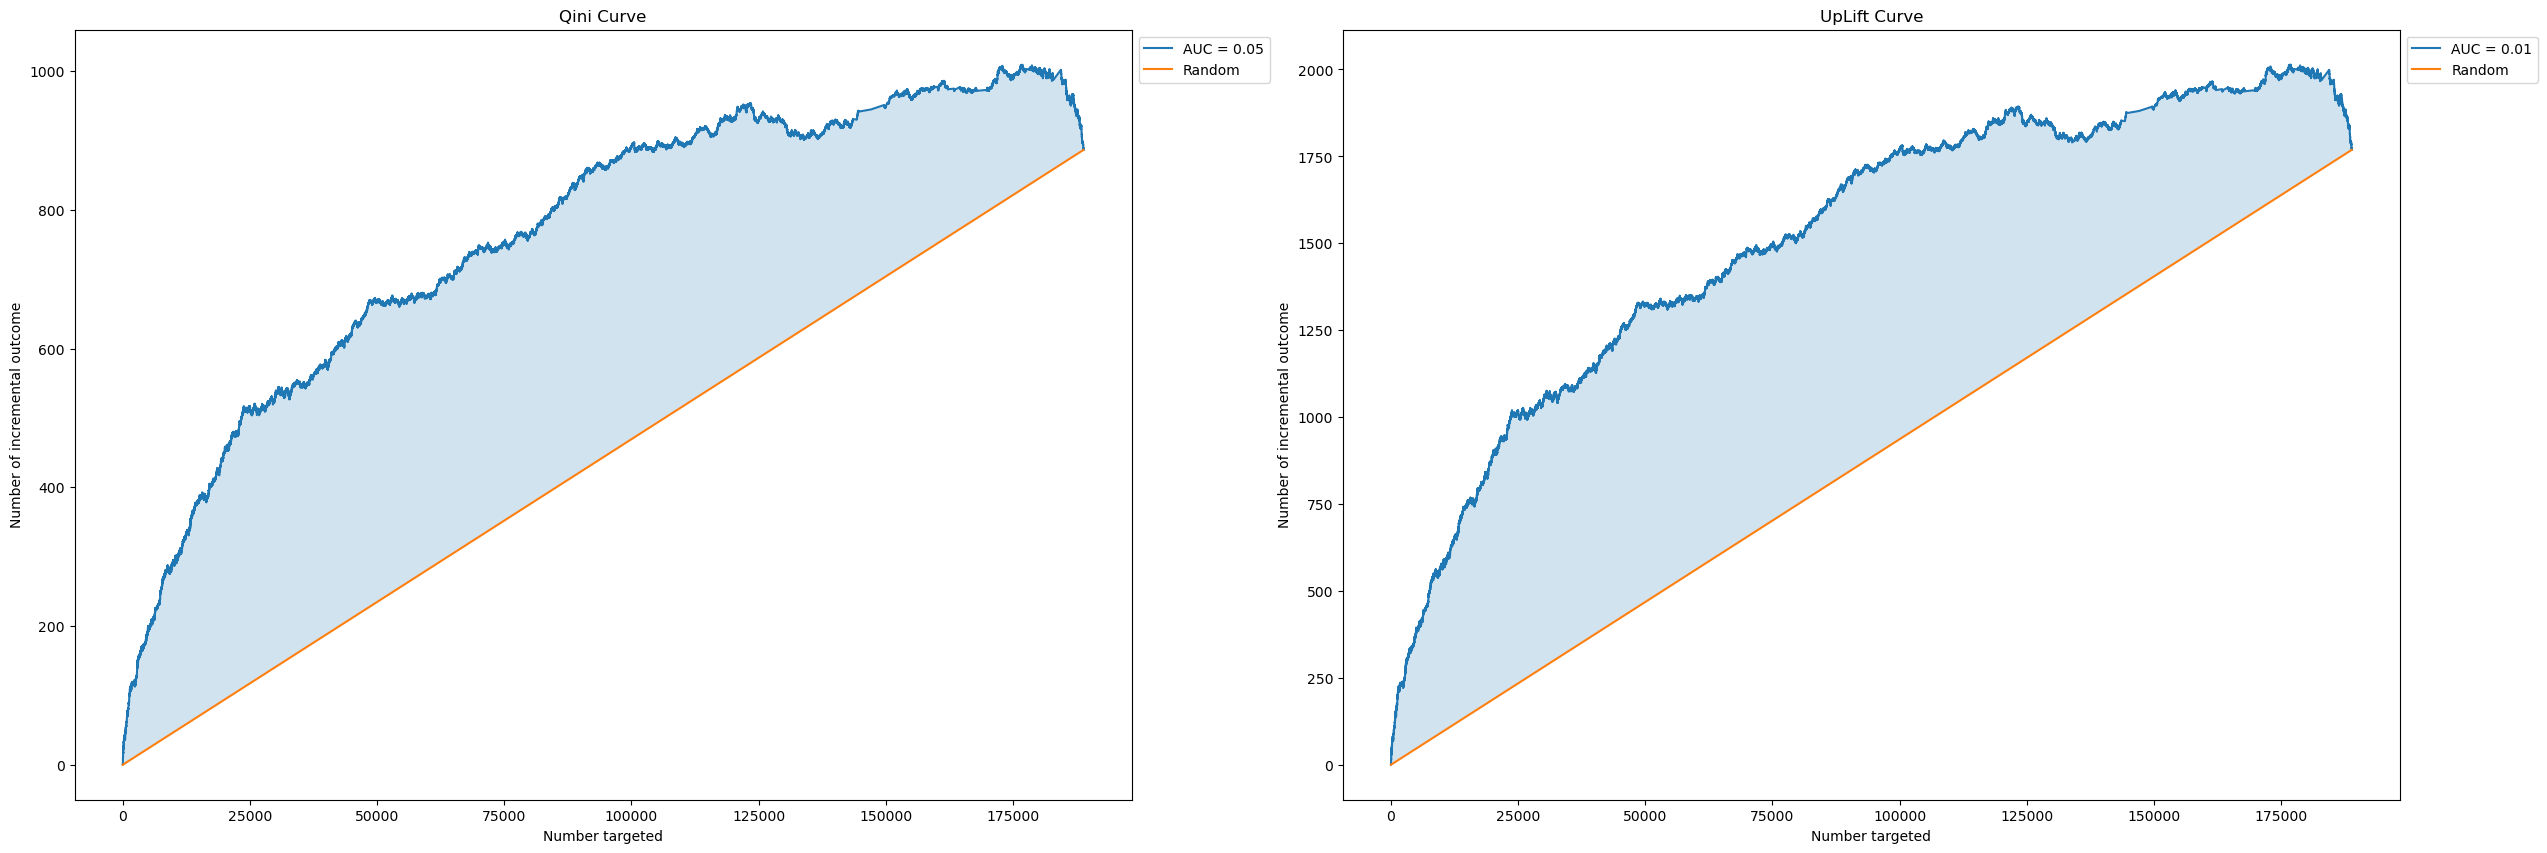 Qini Curve
AUC = 0.05
Random
1000
800
600
400
200
0
Number of incremental outcome
0 25000 50000 75000 100000 125000 150000 175000
Number targeted
UpLift Curve
AUC = 0.01
Random
2000
1750
1500
1250
1000
750
500
250
0
Number of incremental outcome
0 25000 50000 75000 100000 125000 150000 175000
Number targeted